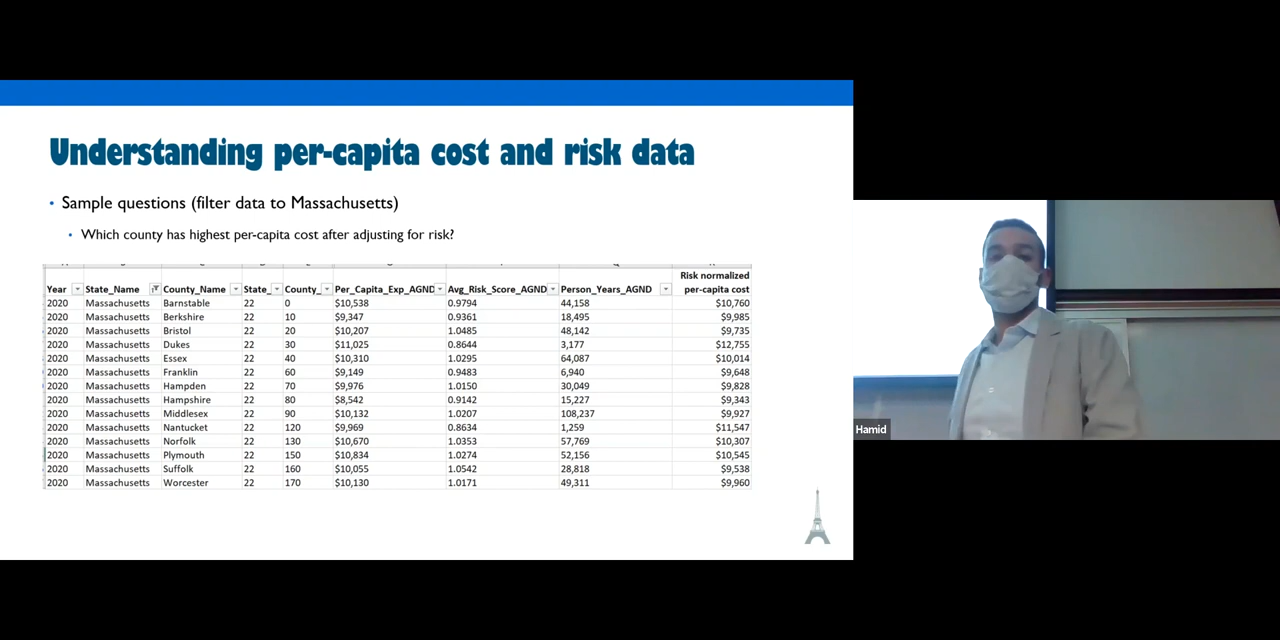 Understanding per-capita cost and risk data
• Sample questions (filter data to Massachusetts)
• Which county has highest per-capita cost after adjusting for risk?
Year State_Name County_Name State_ County_ Per_Capita_Exp_AGND Avg_Risk_Score_AGND Person_Years_AGND Risk normalized per-capita cost
2020 Massachusetts Barnstable 22 0 $10,538 0.9794 44,158 $10,760
2020 Massachusetts Berkshire 22 10 $9,347 0.9361 18,495 $9,985
2020 Massachusetts Bristol 22 20 $10,207 1.0485 48,142 $9,735
2020 Massachusetts Dukes 22 30 $11,025 0.8644 3,177 $12,755
2020 Massachusetts Essex 22 40 $10,310 1.0295 64,087 $10,014
2020 Massachusetts Franklin 22 60 $9,149 0.9483 6,940 $9,648
2020 Massachusetts Hampden 22 70 $9,976 1.0150 30,049 $9,828
2020 Massachusetts Hampshire 22 80 $8,542 0.9142 15,227 $9,343
2020 Massachusetts Middlesex 22 90 $10,132 1.0207 108,237 $9,927
2020 Massachusetts Nantucket 22 120 $9,969 0.8634 1,259 $11,547
2020 Massachusetts Norfolk 22 130 $10,670 1.0353 57,769 $10,307
2020 Massachusetts Plymouth 22 150 $10,834 1.0274 52,156 $10,545
2020 Massachusetts Suffolk 22 160 $10,055 1.0542 28,818 $9,538
2020 Massachusetts Worcester 22 170 $10,130 1.0171 49,311 $9,960
Hamid